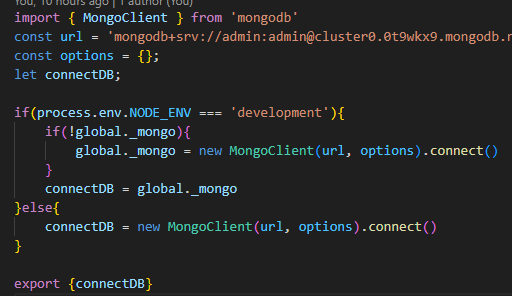 You, 10 hours ago | 1 author (You)
import { MongoClient } from 'mongodb'
const url = 'mongodb+srv://admin:admin@cluster0.0t9wkx9.mongodb.n
const options = {};
let connectDB;
if(process.env.NODE_ENV === 'development'){
if(!global._mongo){
global._mongo = new MongoClient(url, options).connect()
}
connectDB = global._mongo
}else{
connectDB = new MongoClient(url, options).connect()
}
export {connectDB}